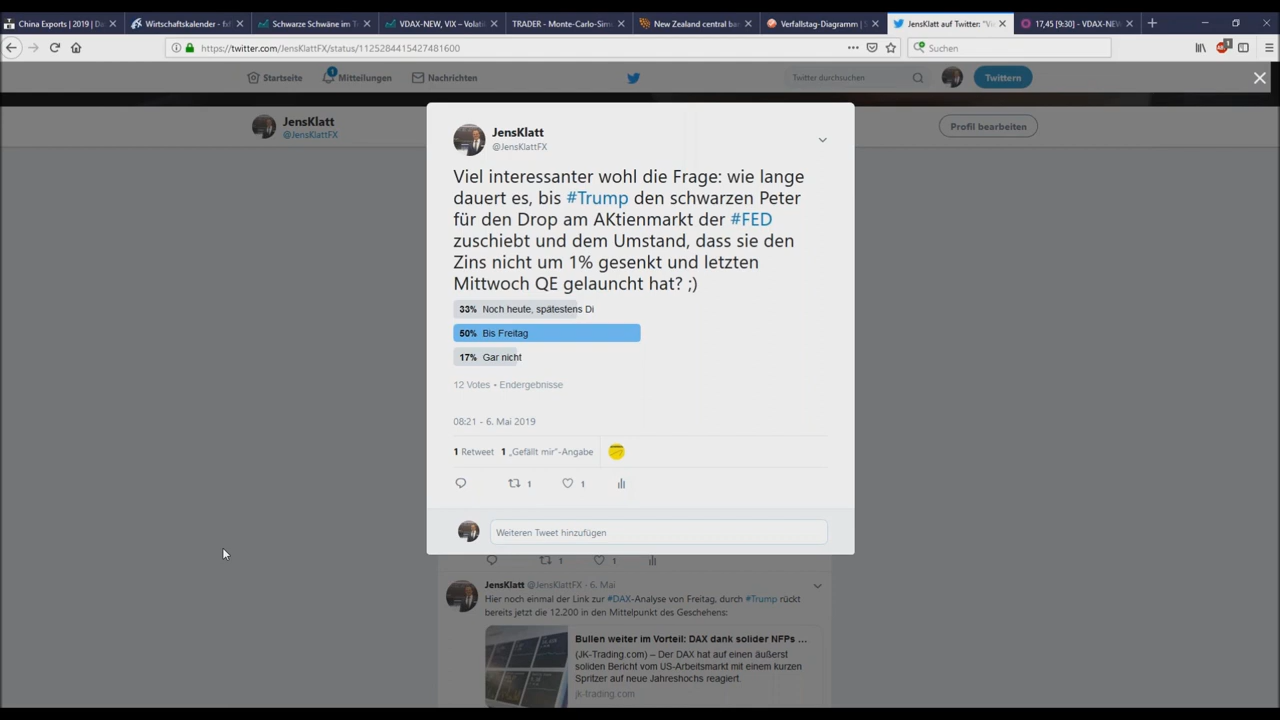 China Exports | 2019 | Da
Wirtschaftskalender - fxf
Schwarze Schwäne im T
VDAX-NEW, VIX – Volati
TRADER - Monte-Carlo-Sim
New Zealand central ban
Verfallstag-Diagramm | S
JensKlatt auf Twitter: "Vi
17,45 [9:30] - VDAX-NEW
https://twitter.com/JensKlattFX/status/1125284415427481600
Suchen
Startseite
1
Mitteilungen
Nachrichten
Twitter durchsuchen
Twittern
JensKlatt
@JensKlattFX
Profil bearbeiten
JensKlatt
@JensKlattFX
Viel interessanter wohl die Frage: wie lange
dauert es, bis #Trump den schwarzen Peter
für den Drop am AKtienmarkt der #FED
zuschiebt und dem Umstand, dass sie den
Zins nicht um 1% gesenkt und letzten
Mittwoch QE gelauncht hat? ;)
33% Noch heute, spätestens Di
50% Bis Freitag
17% Gar nicht
12 Votes • Endergebnisse
08:21 - 6. Mai 2019
1 Retweet 1 „Gefällt mir"-Angabe
1 1
Weiteren Tweet hinzufügen
1 1
JensKlatt @JensKlattFX · 6. Mai
Hier noch einmal der Link zur #DAX-Analyse von Freitag, durch #Trump rückt
bereits jetzt die 12.200 in den Mittelpunkt des Geschehens:
Bullen weiter im Vorteil: DAX dank solider NFPs ...
(JK-Trading.com) – Der DAX hat auf einen äußerst
soliden Bericht vom US-Arbeitsmarkt mit einem kurzen
Spritzer auf neue Jahreshochs reagiert.
jk-trading.com